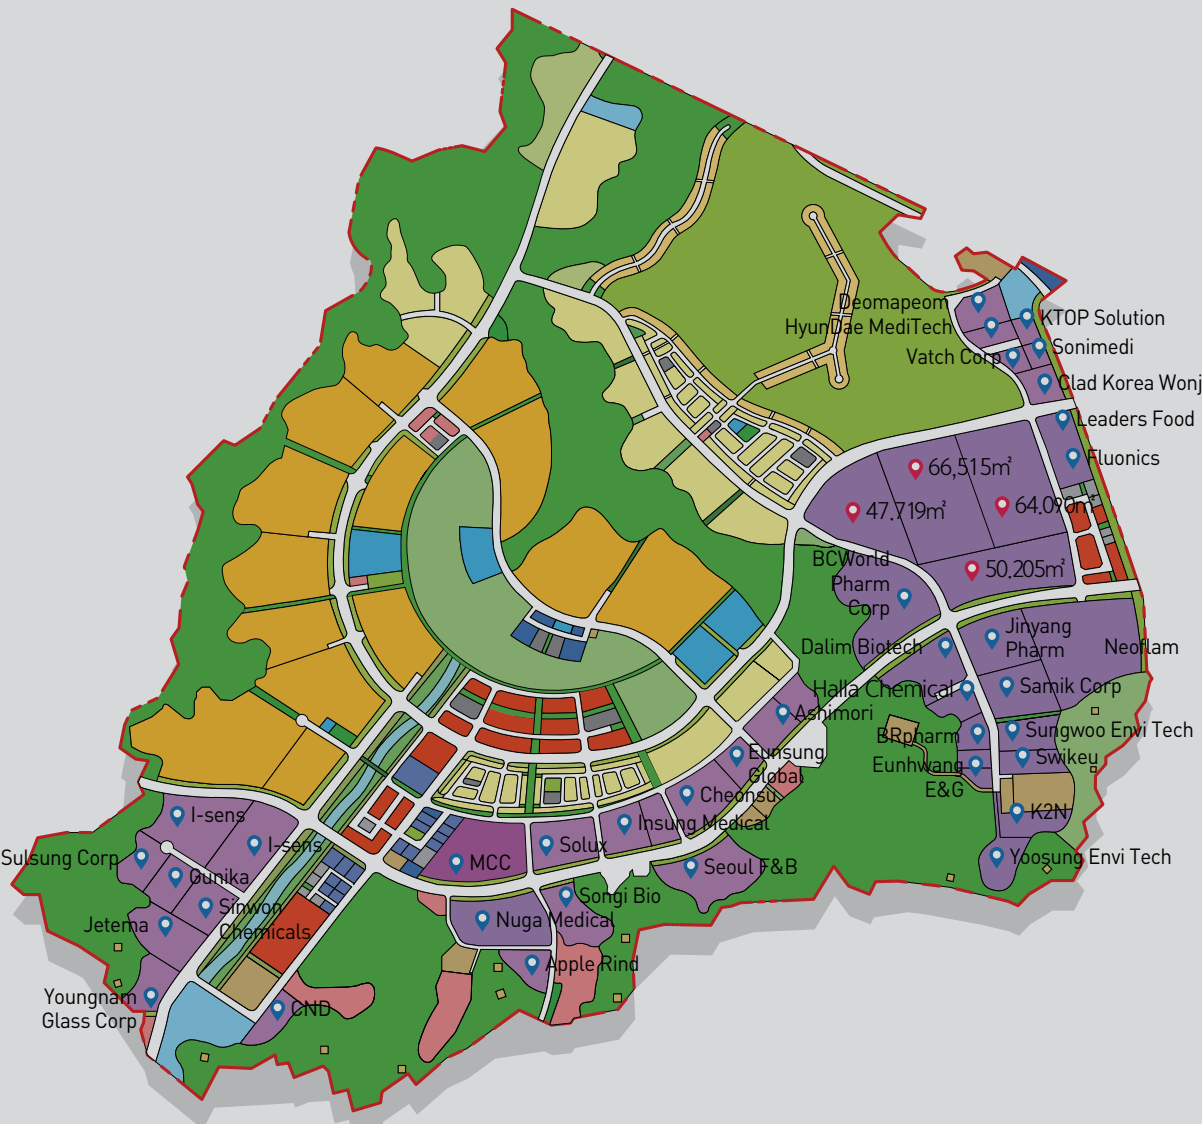 Deomapeom
HyunDae MediTech
KTOP Solution
Sonimedi
Vatch Corp
Clad Korea Wonj
Leaders Food
Fluonics
66,515㎡
64.090㎡
47.719㎡
50.205㎡
BCWorld
Pharm
Corp
Jinyang
Pharm
Dalim Biotech
Neoflam
Halla Chemical
Samik Corp
Ashimori
BRpharm
Sungwoo Envi Tech
Eunsung
Global
Swikey
Eunhwang
E&G
Cheonsu
K2N
I-sens
Insung Medical
I-sens
Solux
Sulsung Corp
MCC
Yoosung Envi Tech
Gunika
Seoul F&B
Songi Bio
Sinwon
Chemicals
Jetema
Nuga Medical
Apple Rind
Youngnam
Glass Corp
CND